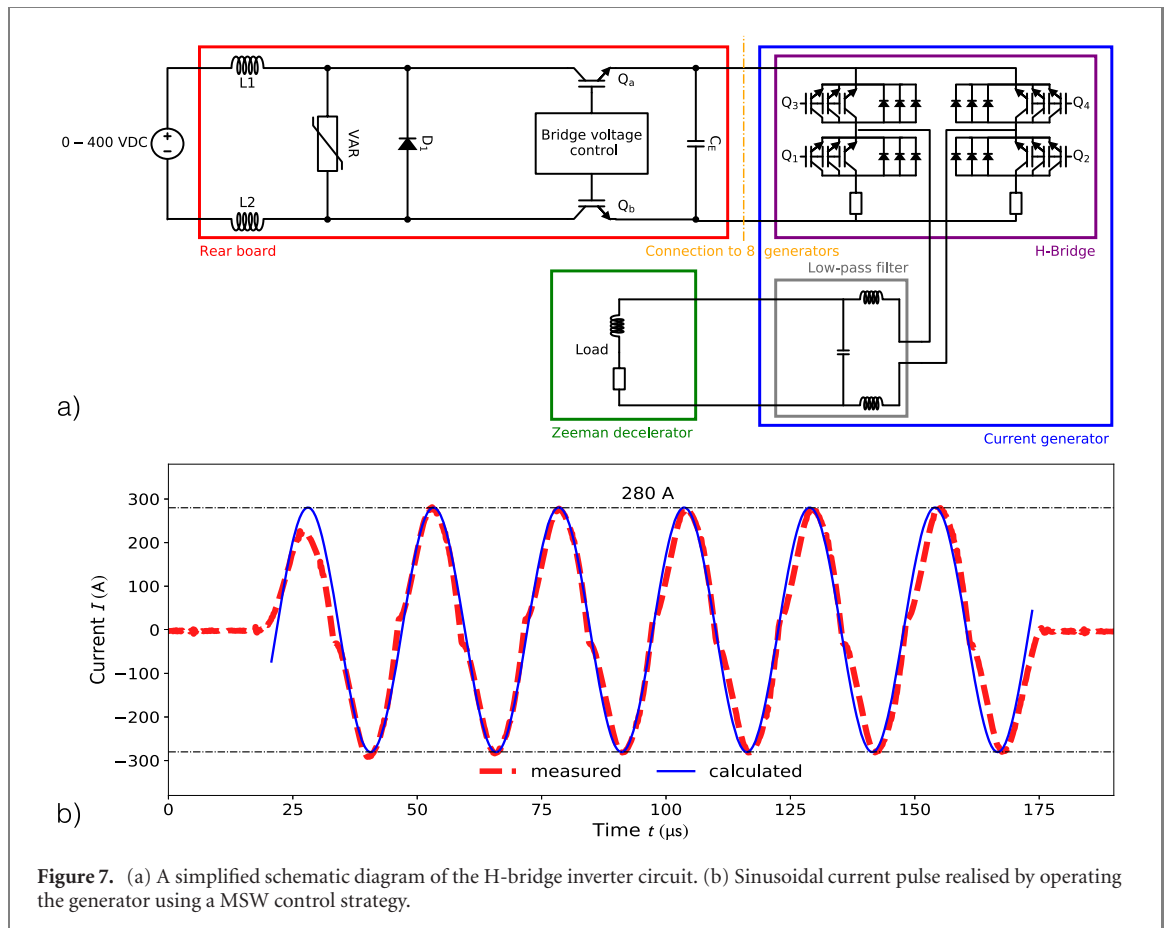 L1
Qₐ
Q₃
Q₄
0 – 400 VDC
VAR
D₁
Bridge voltage
control
C_E
Q₁
Q₂
L2
Q_b
Rear board
Connection to 8 generators
H-Bridge
Low-pass filter
Load
a)
Zeeman decelerator
Current generator
280 A
300
200
100
0
−100
−200
−300
Current I (A)
measured
calculated
0
25
50
75
100
125
150
175
b)
Time t (μs)
Figure 7. (a) A simplified schematic diagram of the H-bridge inverter circuit. (b) Sinusoidal current pulse realised by operating
the generator using a MSW control strategy.